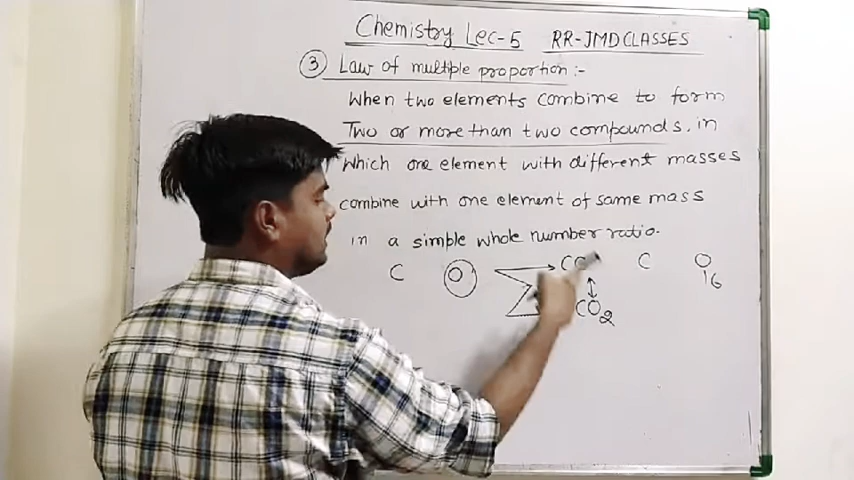 Chemistry Lec-5 RR-JMD CLASSES
3 Law of multiple proportion :-
When two elements combine to form
Two or more than two compounds, in
which one element with different masses
combine with one element of same mass
in a simple whole number ratio.
C O CO C O
16
CO2